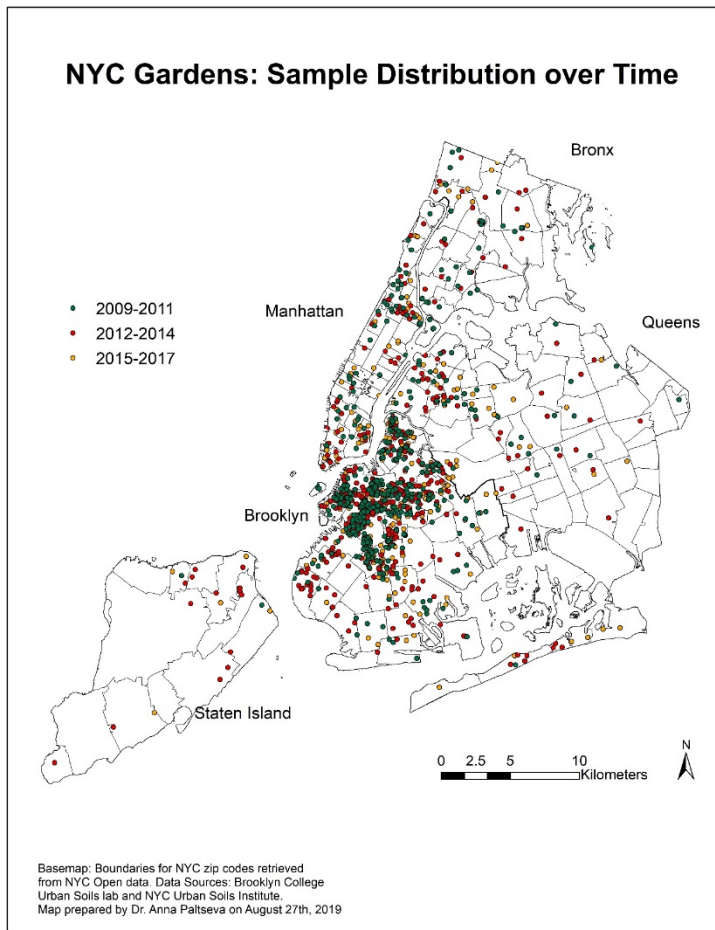 NYC Gardens: Sample Distribution over Time
Bronx
Manhattan
Queens
2009-2011
2012-2014
2015-2017
Brooklyn
Staten Island
N
0 2.5 5 10
Kilometers
Basemap: Boundaries for NYC zip codes retrieved
from NYC Open data. Data Sources: Brooklyn College
Urban Soils lab and NYC Urban Soils Institute.
Map prepared by Dr. Anna Paltseva on August 27th, 2019